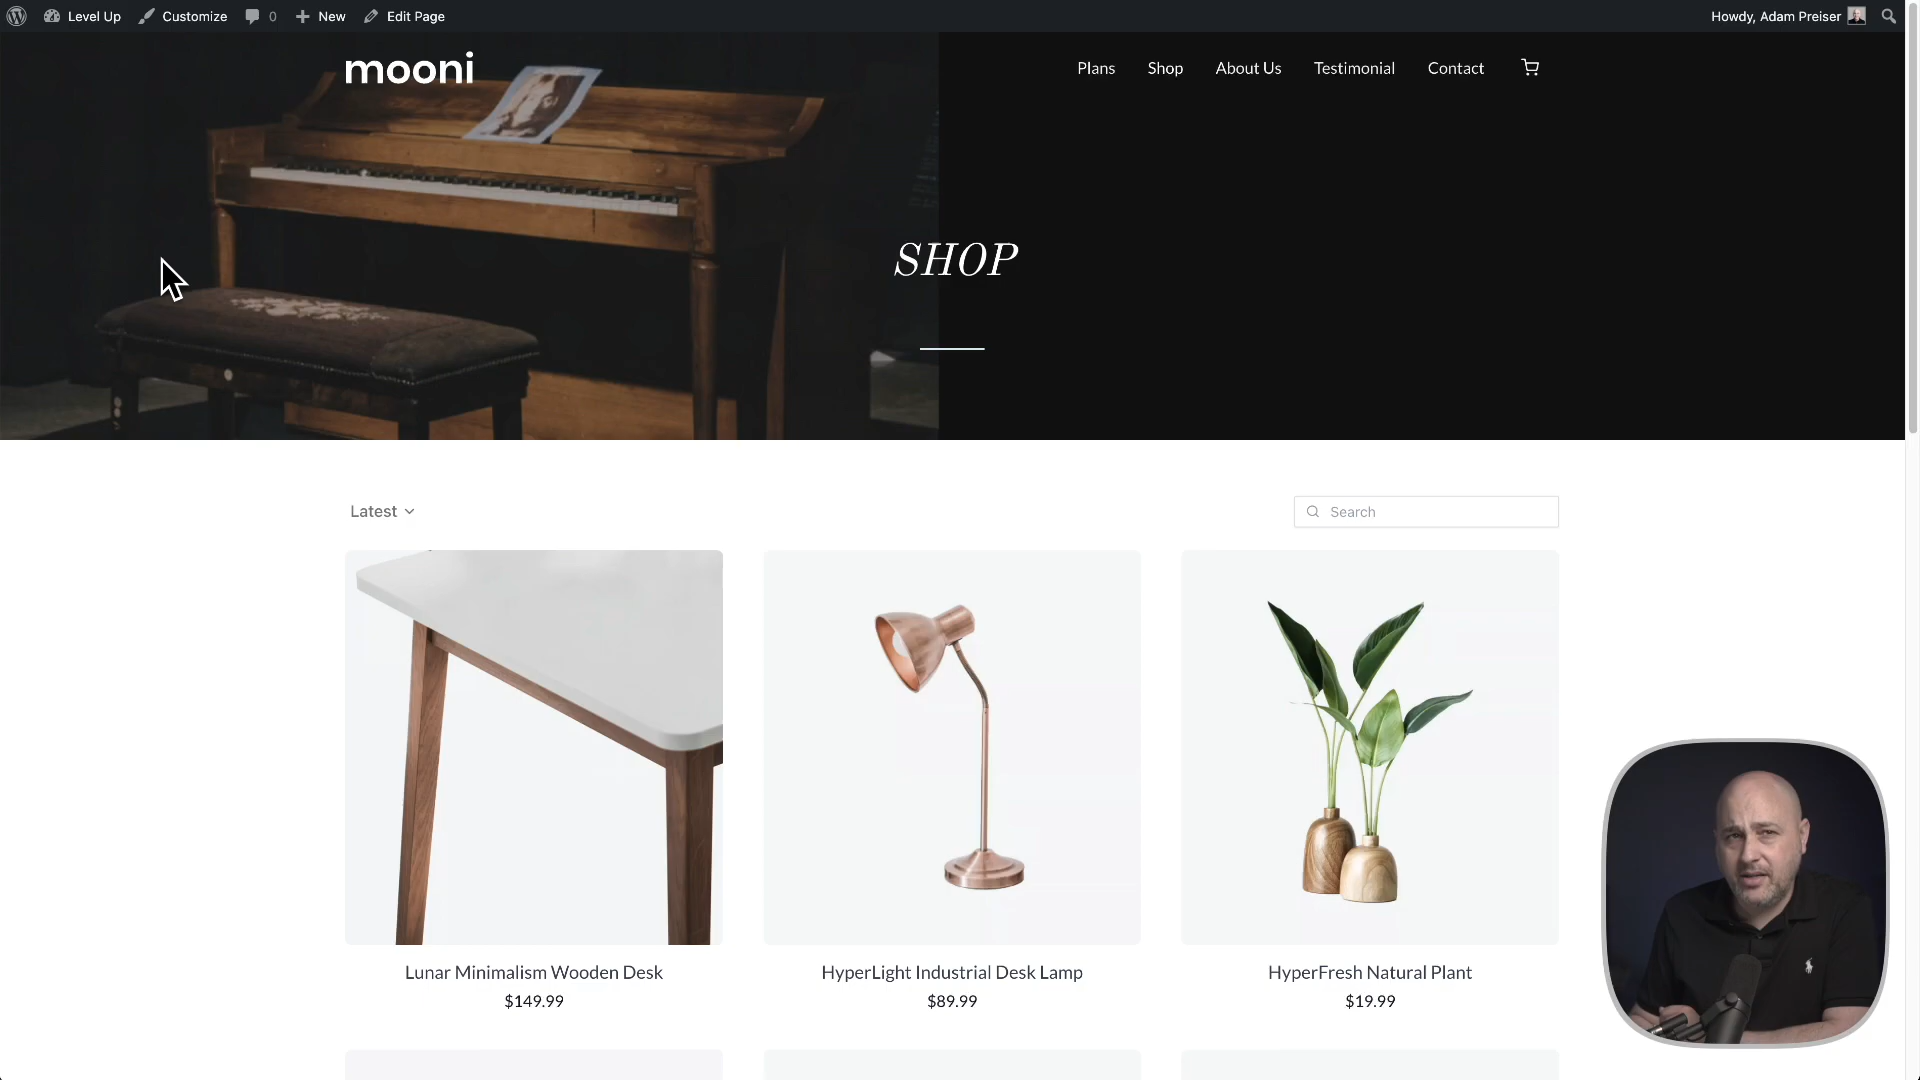 Level Up
Customize
0
New
Edit Page
Howdy, Adam Preiser
mooni
Plans
Shop
About Us
Testimonial
Contact
SHOP
Latest
Search
Lunar Minimalism Wooden Desk
$149.99
HyperLight Industrial Desk Lamp
$89.99
HyperFresh Natural Plant
$19.99